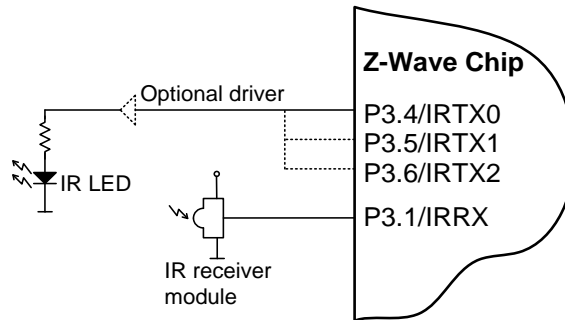 Z-Wave Chip
Optional driver
P3.4/IRTX0
P3.5/IRTX1
P3.6/IRTX2
IR LED
P3.1/IRRX
IR receiver
module